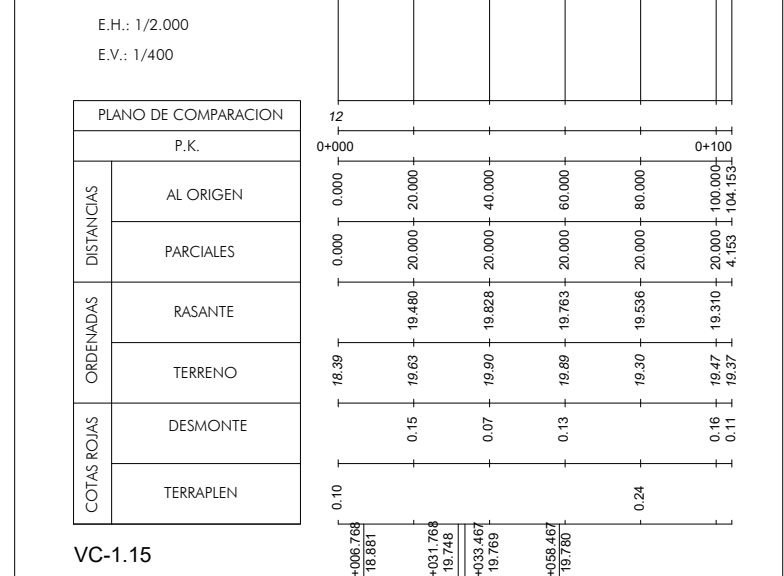 E.H.: 1/2.000
E.V.: 1/400
PLANO DE COMPARACION 12
P.K. 0+000 0+100
DISTANCIAS
AL ORIGEN 0.000 20.000 40.000 60.000 80.000 100.000 104.153
PARCIALES 0.000 20.000 20.000 20.000 20.000 20.000 4.153
ORDENADAS
RASANTE 19.480 19.828 19.763 19.536 19.310
TERRENO 18.39 19.63 19.90 19.89 19.30 19.47 19.37
COTAS ROJAS
DESMONTE 0.15 0.07 0.13 0.16 0.11
TERRAPLEN 0.10 0.24
+006.768 +031.768 +033.467 +058.467
18.881 19.748 19.769 19.780
VC-1.15